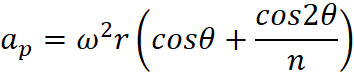 a_p = ω²r (cosθ + cos2θ/n)